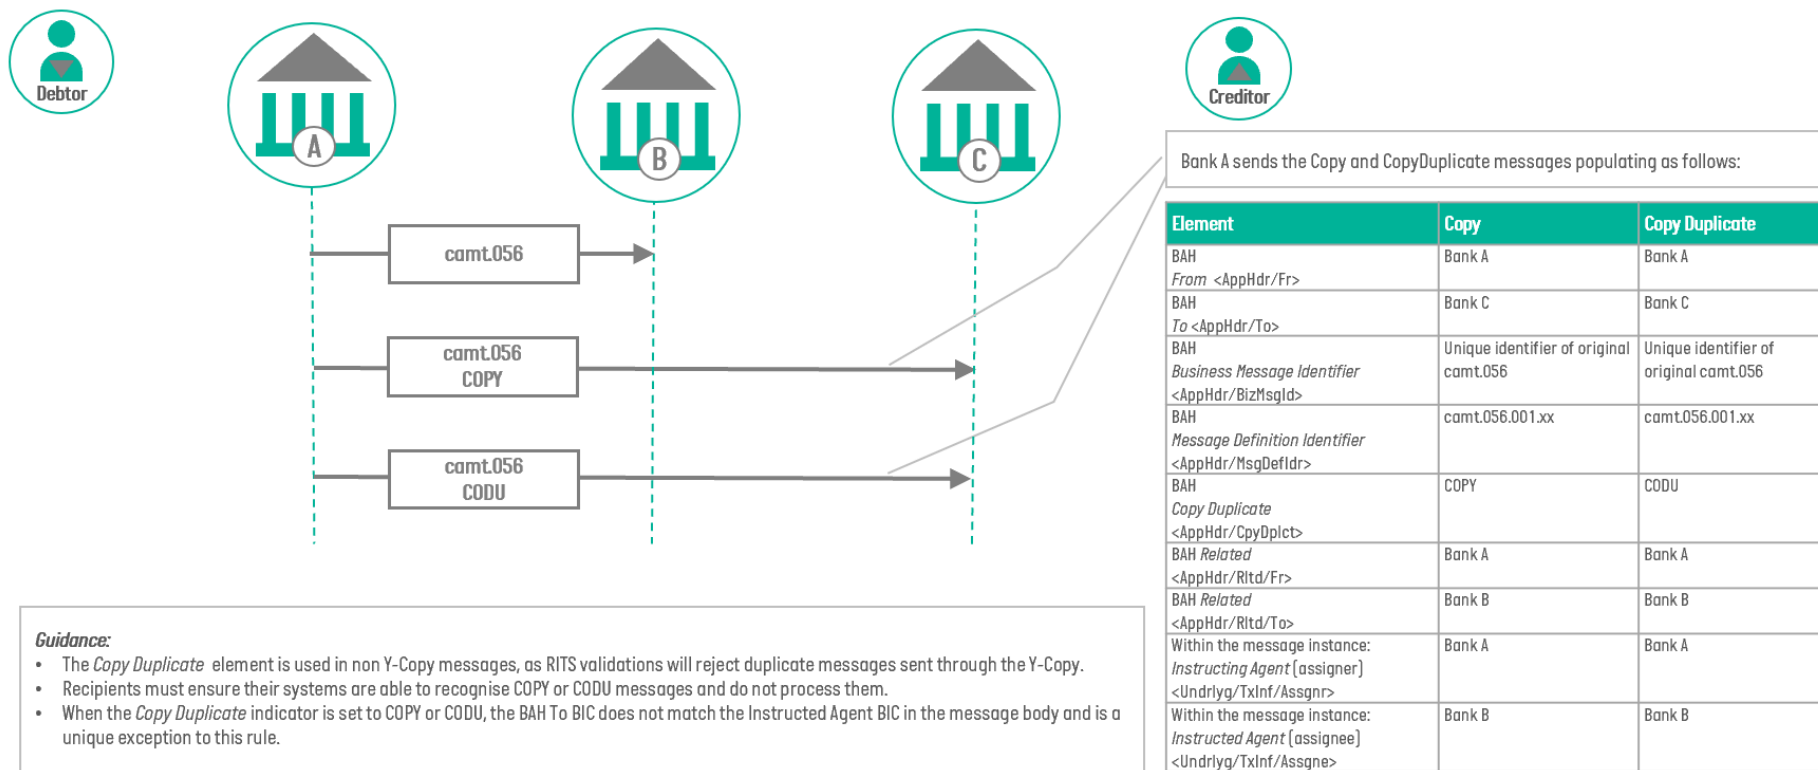 Debtor
A
B
C
Creditor
camt.056
camt.056
COPY
camt.056
CODU
Bank A sends the Copy and CopyDuplicate messages populating as follows:
Element Copy Copy Duplicate
BAH Bank A Bank A
From <AppHdr/Fr>
BAH Bank C Bank C
To <AppHdr/To>
BAH Unique identifier of original Unique identifier of
Business Message Identifier camt.056 original camt.056
<AppHdr/BizMsgId>
BAH camt.056.001.xx camt.056.001.xx
Message Definition Identifier
<AppHdr/MsgDefIdr>
BAH COPY CODU
Copy Duplicate
<AppHdr/CpyDplct>
BAH Related Bank A Bank A
<AppHdr/Rltd/Fr>
BAH Related Bank B Bank B
<AppHdr/Rltd/To>
Within the message instance: Bank A Bank A
Instructing Agent (assigner)
<Undrlyg/TxInf/Assgnr>
Within the message instance: Bank B Bank B
Instructed Agent (assignee)
<Undrlyg/TxInf/Assgne>
Guidance:
• The Copy Duplicate element is used in non Y-Copy messages, as RITS validations will reject duplicate messages sent through the Y-Copy.
• Recipients must ensure their systems are able to recognise COPY or CODU messages and do not process them.
• When the Copy Duplicate indicator is set to COPY or CODU, the BAH To BIC does not match the Instructed Agent BIC in the message body and is a
unique exception to this rule.